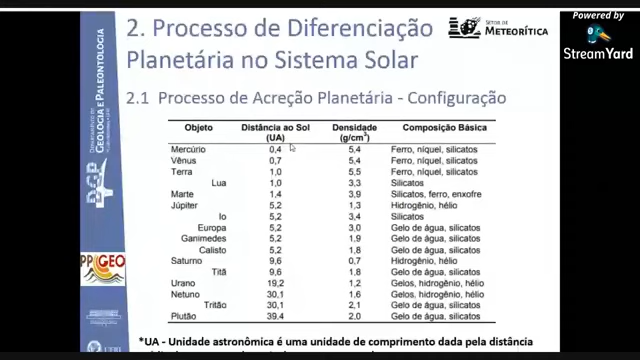 2. Processo de Diferenciação
Planetária no Sistema Solar
SETOR DE
METEORÍTICA
Powered by
StreamYard
2.1 Processo de Acreção Planetária - Configuração
DEPARTAMENTO DE
GEOLOGIA E PALEONTOLOGIA
DGP
PPGEO
Objeto Distância ao Sol (UA) Densidade (g/cm³) Composição Básica
Mercúrio 0,4 5,4 Ferro, níquel, silicatos
Vênus 0,7 5,4 Ferro, níquel, silicatos
Terra 1,0 5,5 Ferro, níquel, silicatos
Lua 1,0 3,3 Silicatos
Marte 1,4 3,9 Silicatos, ferro, enxofre
Júpiter 5,2 1,3 Hidrogênio, hélio
Io 5,2 3,4 Silicatos
Europa 5,2 3,0 Gelo de água, silicatos
Ganimedes 5,2 1,9 Gelo de água, silicatos
Calisto 5,2 1,8 Gelo de água, silicatos
Saturno 9,6 0,7 Hidrogênio, hélio
Titã 9,6 1,8 Gelo de água, silicatos
Urano 19,2 1,2 Gelos, hidrogênio, hélio
Netuno 30,1 1,6 Gelos, hidrogênio, hélio
Tritão 30,1 2,1 Gelo de água, silicatos
Plutão 39,4 2,0 Gelo de água, silicatos
*UA - Unidade astronômica é uma unidade de comprimento dada pela distância